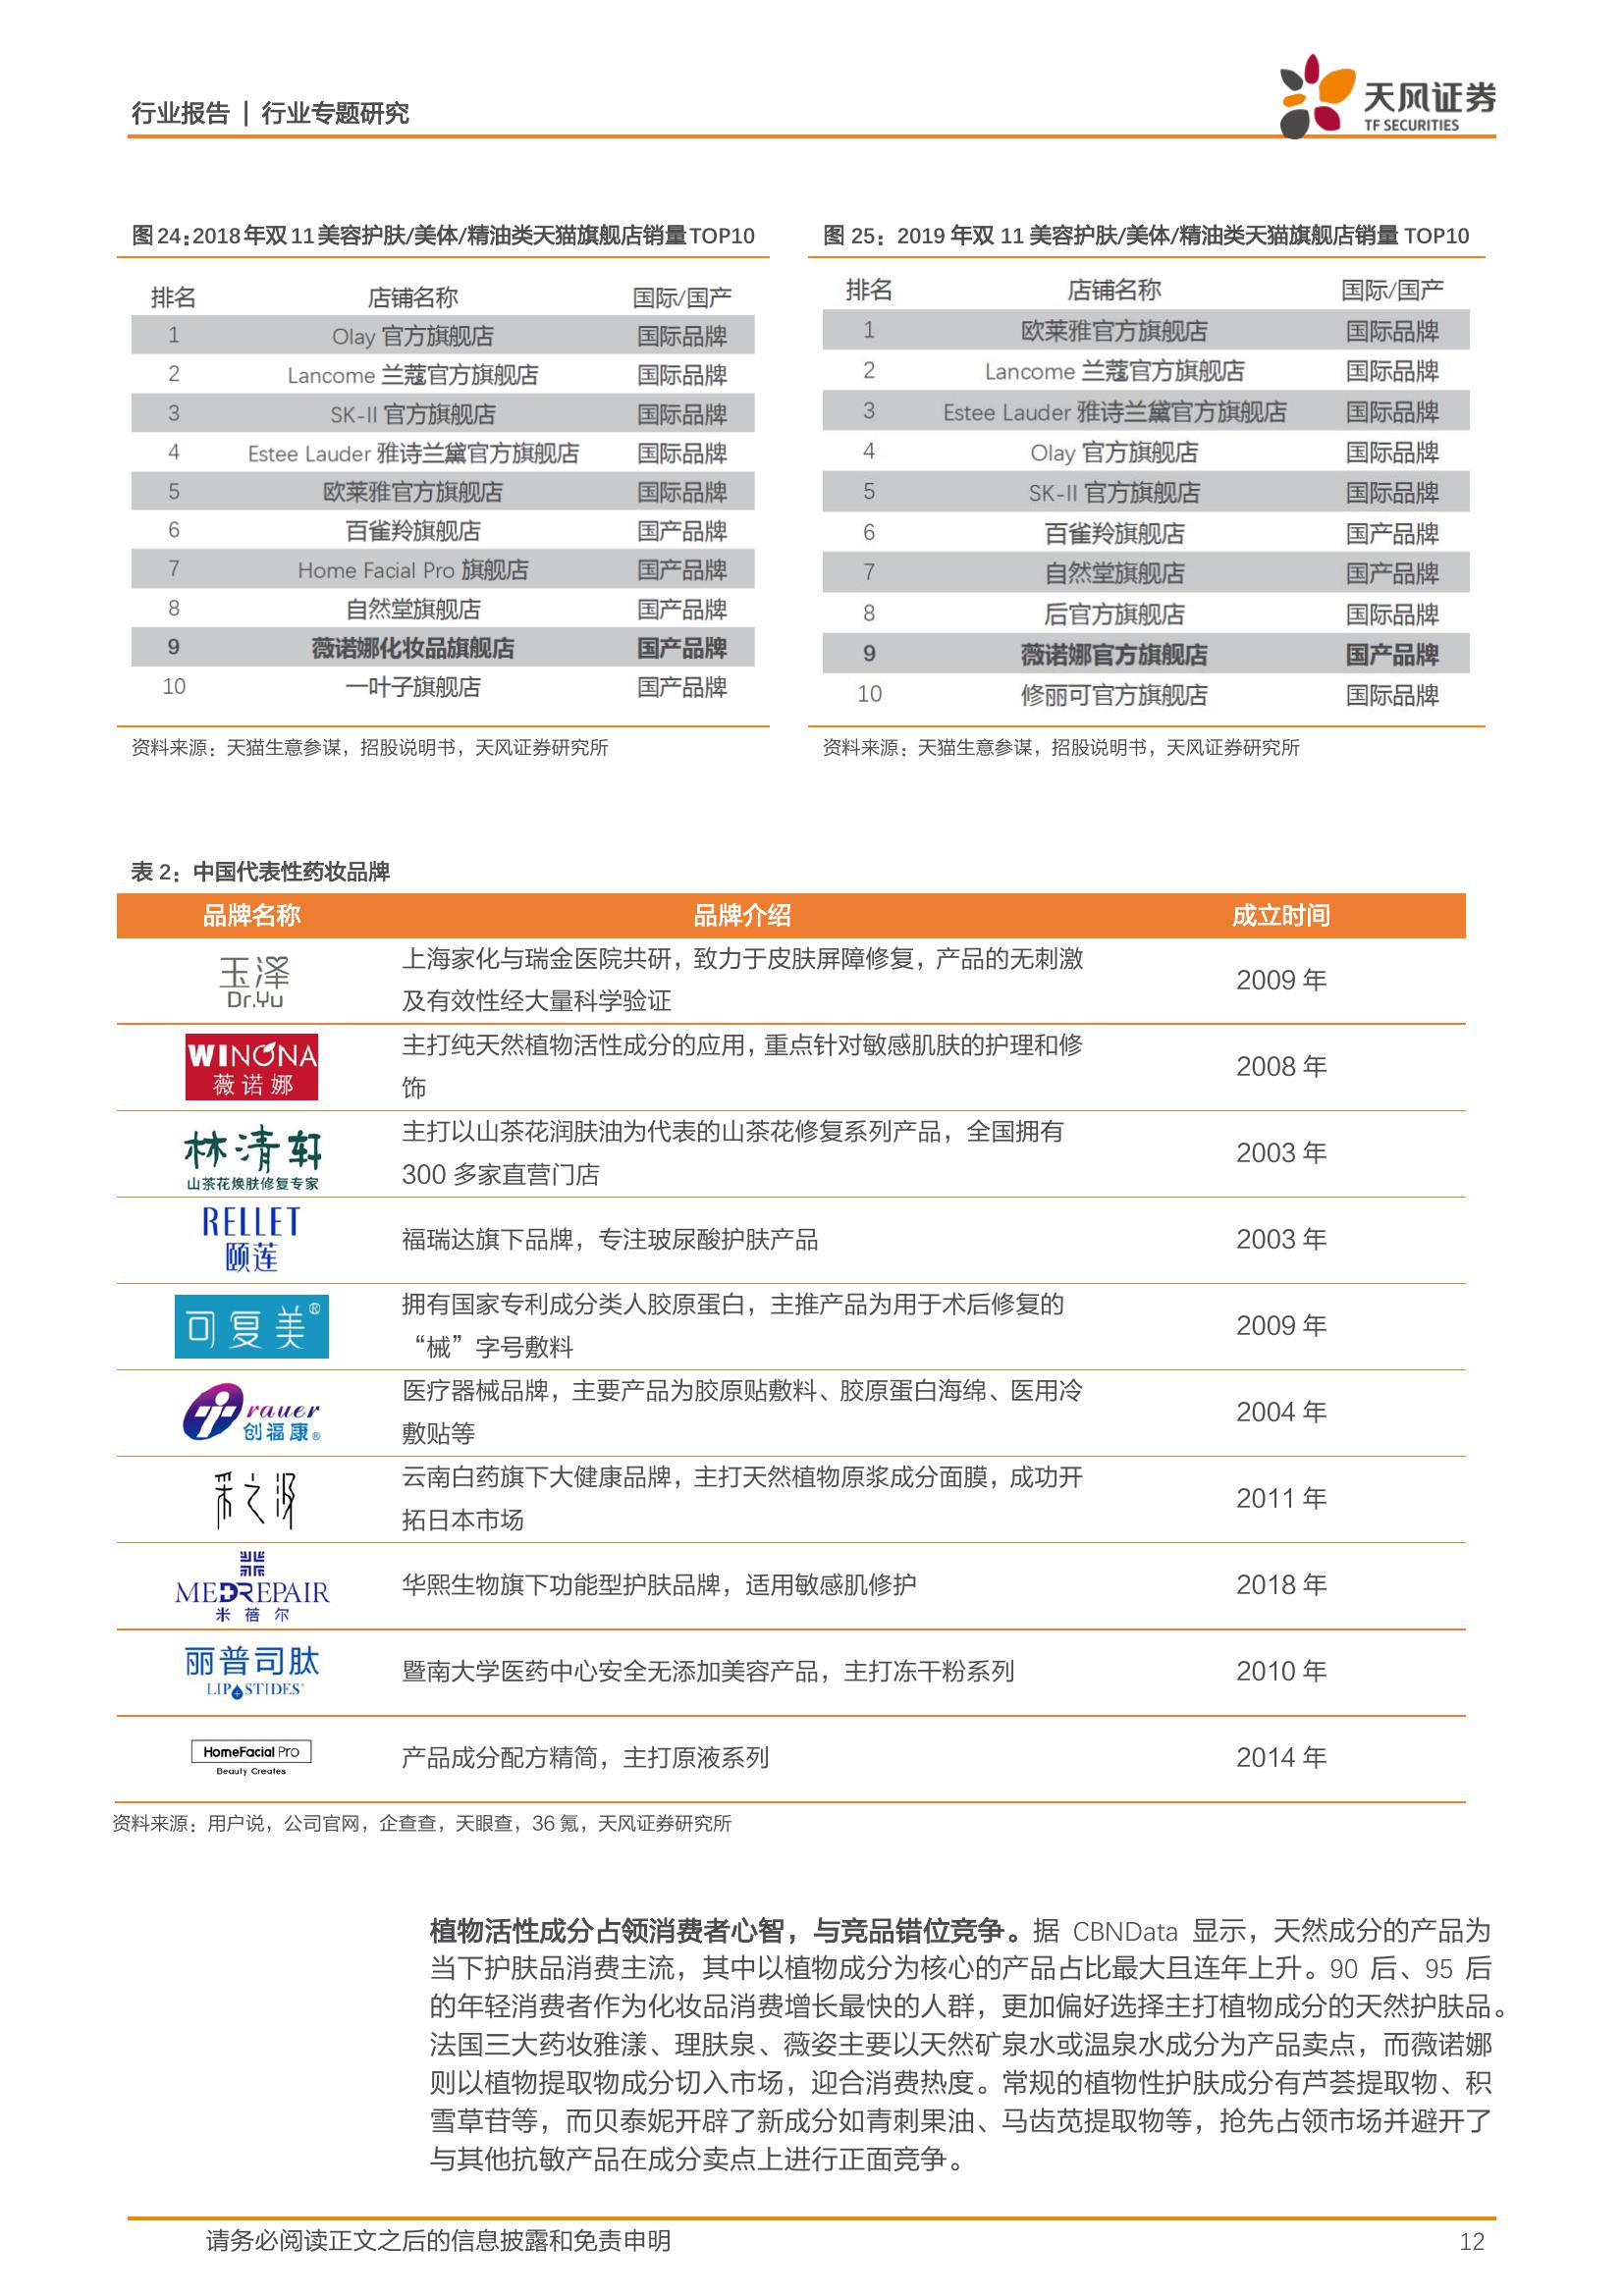 行业报告 | 行业专题研究
天风证券
TF SECURITIES
图 24：2018 年双 11 美容护肤/美体/精油类天猫旗舰店销量 TOP10
排名 店铺名称 国际/国产
1 Olay 官方旗舰店 国际品牌
2 Lancome 兰蔻官方旗舰店 国际品牌
3 SK-II 官方旗舰店 国际品牌
4 Estee Lauder 雅诗兰黛官方旗舰店 国际品牌
5 欧莱雅官方旗舰店 国际品牌
6 百雀羚旗舰店 国产品牌
7 Home Facial Pro 旗舰店 国产品牌
8 自然堂旗舰店 国产品牌
9 薇诺娜化妆品旗舰店 国产品牌
10 一叶子旗舰店 国产品牌
资料来源：天猫生意参谋，招股说明书，天风证券研究所
图 25：2019 年双 11 美容护肤/美体/精油类天猫旗舰店销量 TOP10
排名 店铺名称 国际/国产
1 欧莱雅官方旗舰店 国际品牌
2 Lancome 兰蔻官方旗舰店 国际品牌
3 Estee Lauder 雅诗兰黛官方旗舰店 国际品牌
4 Olay 官方旗舰店 国际品牌
5 SK-II 官方旗舰店 国际品牌
6 百雀羚旗舰店 国产品牌
7 自然堂旗舰店 国产品牌
8 后官方旗舰店 国际品牌
9 薇诺娜官方旗舰店 国产品牌
10 修丽可官方旗舰店 国际品牌
资料来源：天猫生意参谋，招股说明书，天风证券研究所
表 2：中国代表性药妆品牌
品牌名称 品牌介绍 成立时间
玉泽
Dr.Yu
上海家化与瑞金医院共研，致力于皮肤屏障修复，产品的无刺激
及有效性经大量科学验证
2009 年
WINONA
薇诺娜
主打纯天然植物活性成分的应用，重点针对敏感肌肤的护理和修
饰
2008 年
林清轩
山茶花焕肤修复专家
主打以山茶花润肤油为代表的山茶花修复系列产品，全国拥有
300 多家直营门店
2003 年
RELLET
颐莲
福瑞达旗下品牌，专注玻尿酸护肤产品
2003 年
可复美®
拥有国家专利成分类人胶原蛋白，主推产品为用于术后修复的
“械”字号敷料
2009 年
Trauer
创福康®
医疗器械品牌，主要产品为胶原贴敷料、胶原蛋白海绵、医用冷
敷贴等
2004 年
采之汲
云南白药旗下大健康品牌，主打天然植物原浆成分面膜，成功开
拓日本市场
2011 年
MEDREPAIR
米蓓尔
华熙生物旗下功能型护肤品牌，适用敏感肌修护
2018 年
丽普司肽
LIPOSTIDES
暨南大学医药中心安全无添加美容产品，主打冻干粉系列
2010 年
HomeFacial Pro
Beauty Creates
产品成分配方精简，主打原液系列
2014 年
资料来源：用户说，公司官网，企查查，天眼查，36 氪，天风证券研究所
植物活性成分占领消费者心智，与竞品错位竞争。据 CBNData 显示，天然成分的产品为
当下护肤品消费主流，其中以植物成分为核心的产品占比最大且连年上升。90 后、95 后
的年轻消费者作为化妆品消费增长最快的人群，更加偏好选择主打植物成分的天然护肤品。
法国三大药妆雅漾、理肤泉、薇姿主要以天然矿泉水或温泉水成分为产品卖点，而薇诺娜
则以植物提取物成分切入市场，迎合消费热度。常规的植物性护肤成分有芦荟提取物、积
雪草苷等，而贝泰妮开辟了新成分如青刺果油、马齿苋提取物等，抢先占领市场并避开了
与其他抗敏产品在成分卖点上进行正面竞争。
请务必阅读正文之后的信息披露和免责申明 12